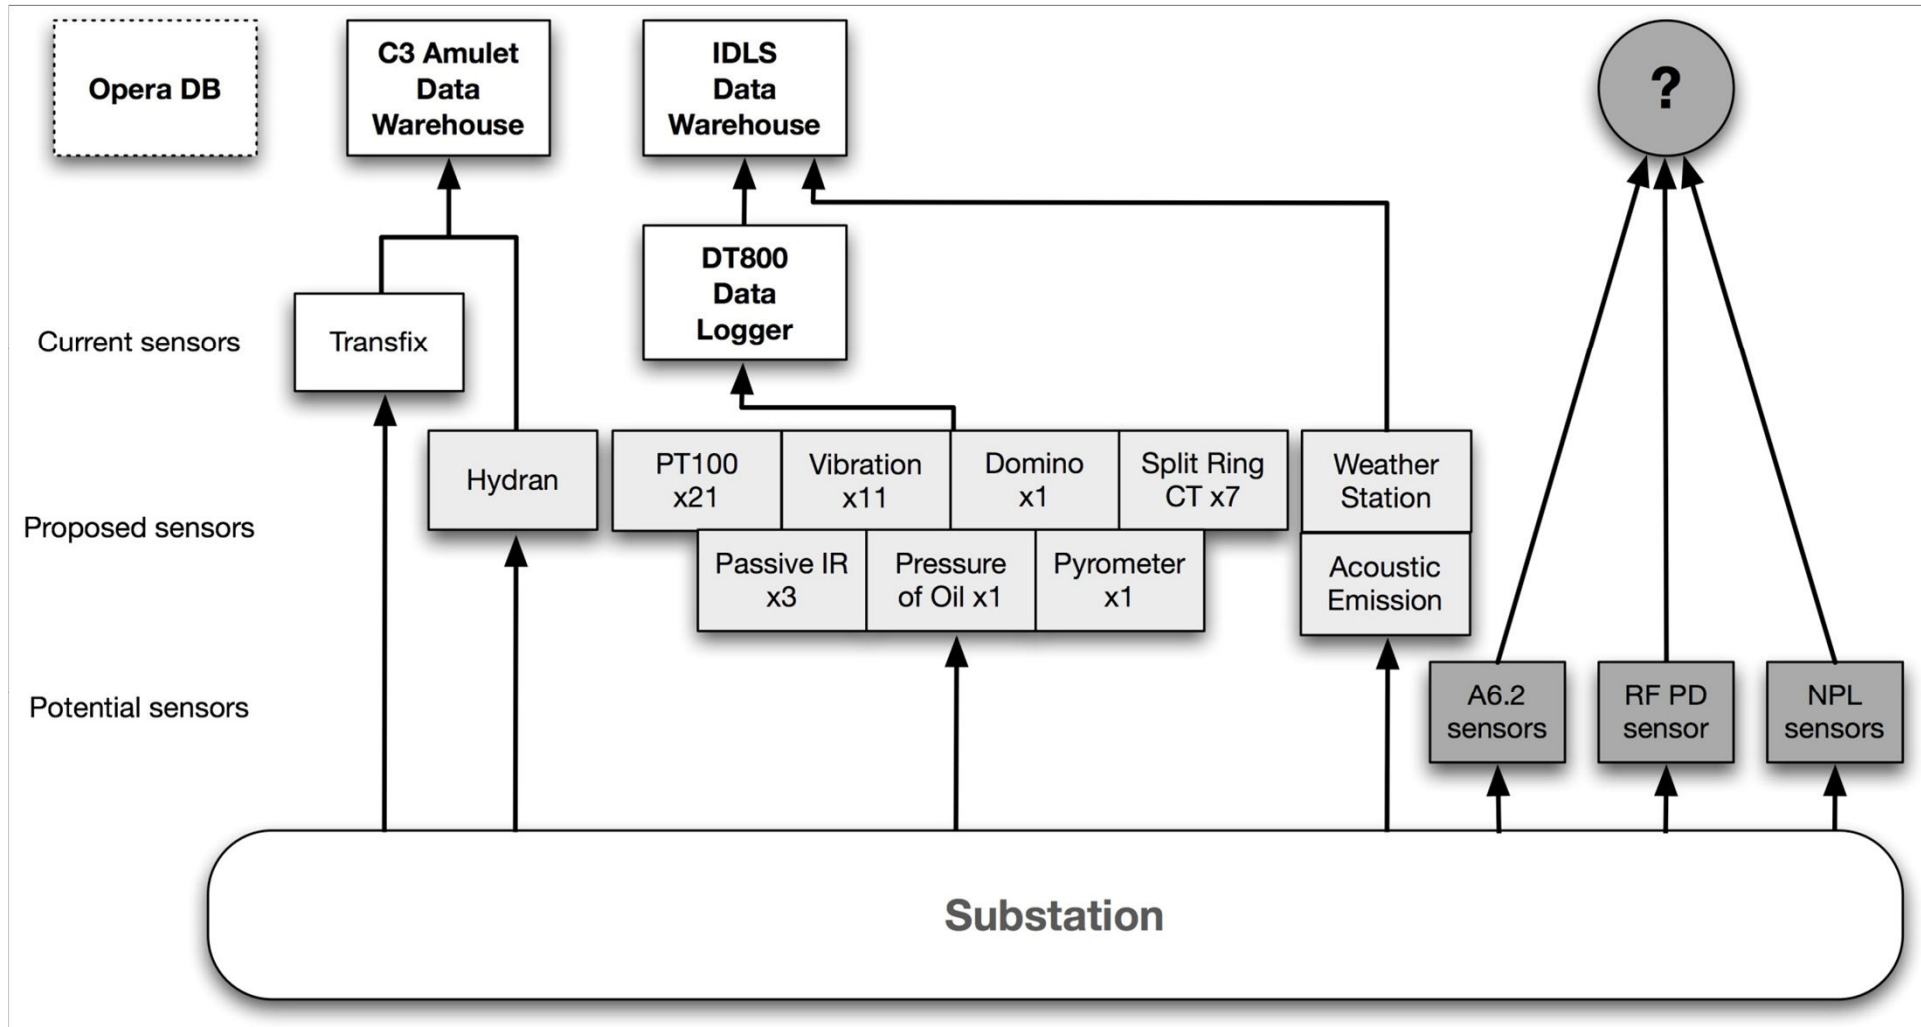 Opera DB
C3 Amulet
Data
Warehouse
IDLS
Data
Warehouse
?
DT800
Data
Logger
Current sensors
Transfix
Proposed sensors
Hydran
PT100
x21
Vibration
x11
Domino
x1
Split Ring
CT x7
Weather
Station
Passive IR
x3
Pressure
of Oil x1
Pyrometer
x1
Acoustic
Emission
Potential sensors
A6.2
sensors
RF PD
sensor
NPL
sensors
Substation